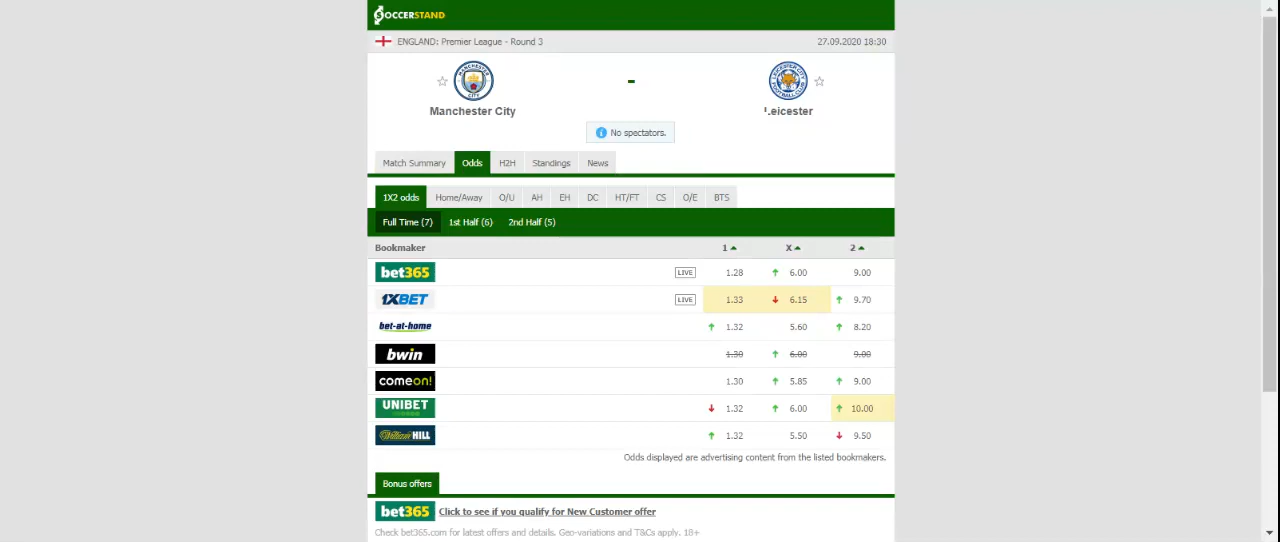 SOCCERSTAND
ENGLAND: Premier League - Round 3 27.09.2020 18:30
MANCHESTER CITY LEICESTER CITY FOOTBALL CLUB
-
Manchester City Leicester
No spectators.
Match Summary Odds H2H Standings News
1X2 odds Home/Away O/U AH EH DC HT/FT CS O/E BTS
Full Time (7) 1st Half (6) 2nd Half (5)
Bookmaker 1 X 2
bet365 LIVE 1.28 6.00 9.00
1XBET LIVE 1.33 6.15 9.70
bet-at-home 1.32 5.60 8.20
bwin 1.30 6.00 9.00
comeon! 1.30 5.85 9.00
UNIBET 1.32 6.00 10.00
William HILL 1.32 5.50 9.50
Odds displayed are advertising content from the listed bookmakers.
Bonus offers
bet365 Click to see if you qualify for New Customer offer
Check bet365.com for latest offers and details. Geo-variations and T&Cs apply. 18+